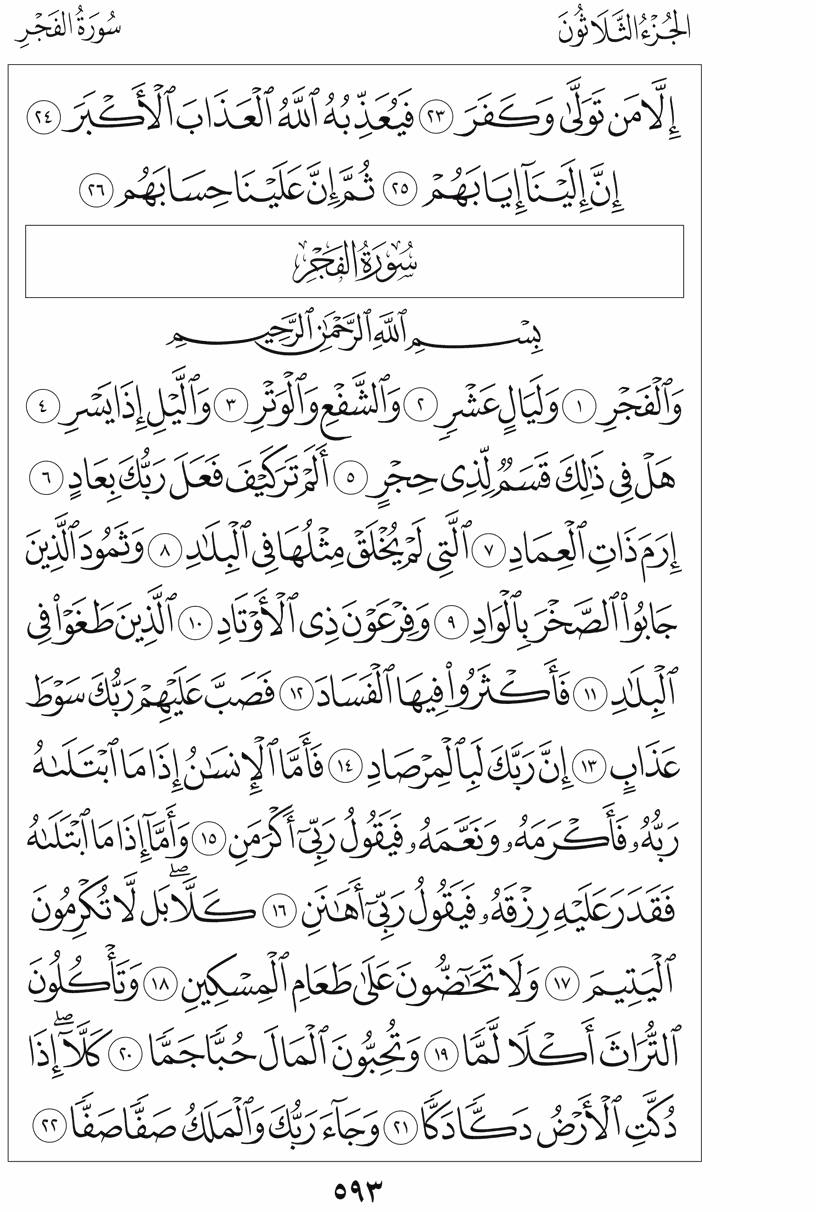 الجُزْءُ الثَّلَاثُونَ سُورَةُ الفَجْرِ
إِلَّا مَن تَوَلَّىٰ وَكَفَرَ ٢٣ فَيُعَذِّبُهُ ٱللَّهُ ٱلْعَذَابَ ٱلْأَكْبَرَ ٢٤
إِنَّ إِلَيْنَآ إِيَابَهُمْ ٢٥ ثُمَّ إِنَّ عَلَيْنَا حِسَابَهُم ٢٦
سُورَةُ الفَجْرِ
بِسْمِ ٱللَّهِ ٱلرَّحْمَٰنِ ٱلرَّحِيمِ
وَٱلْفَجْرِ ١ وَلَيَالٍ عَشْرٍ ٢ وَٱلشَّفْعِ وَٱلْوَتْرِ ٣ وَٱلَّيْلِ إِذَا يَسْرِ ٤
هَلْ فِى ذَٰلِكَ قَسَمٌ لِّذِى حِجْرٍ ٥ أَلَمْ تَرَ كَيْفَ فَعَلَ رَبُّكَ بِعَادٍ ٦
إِرَمَ ذَاتِ ٱلْعِمَادِ ٧ ٱلَّتِى لَمْ يُخْلَقْ مِثْلُهَا فِى ٱلْبِلَٰدِ ٨ وَثَمُودَ ٱلَّذِينَ
جَابُوا۟ ٱلصَّخْرَ بِٱلْوَادِ ٩ وَفِرْعَوْنَ ذِى ٱلْأَوْتَادِ ١٠ ٱلَّذِينَ طَغَوْا۟ فِى
ٱلْبِلَٰدِ ١١ فَأَكْثَرُوا۟ فِيهَا ٱلْفَسَادَ ١٢ فَصَبَّ عَلَيْهِمْ رَبُّكَ سَوْطَ
عَذَابٍ ١٣ إِنَّ رَبَّكَ لَبِٱلْمِرْصَادِ ١٤ فَأَمَّا ٱلْإِنسَٰنُ إِذَا مَا ٱبْتَلَىٰهُ
رَبُّهُۥ فَأَكْرَمَهُۥ وَنَعَّمَهُۥ فَيَقُولُ رَبِّىٓ أَكْرَمَنِ ١٥ وَأَمَّآ إِذَا مَا ٱبْتَلَىٰهُ
فَقَدَرَ عَلَيْهِ رِزْقَهُۥ فَيَقُولُ رَبِّىٓ أَهَٰنَنِ ١٦ كَلَّا ۖ بَل لَّا تُكْرِمُونَ
ٱلْيَتِيمَ ١٧ وَلَا تَحَٰٓضُّونَ عَلَىٰ طَعَامِ ٱلْمِسْكِينِ ١٨ وَتَأْكُلُونَ
ٱلتُّرَاثَ أَكْلًا لَّمًّا ١٩ وَتُحِبُّونَ ٱلْمَالَ حُبًّا جَمًّا ٢٠ كَلَّآ ۖ إِذَا
دُكَّتِ ٱلْأَرْضُ دَكًّا دَكًّا ٢١ وَجَآءَ رَبُّكَ وَٱلْمَلَكُ صَفًّا صَفًّا ٢٢
٥٩٣